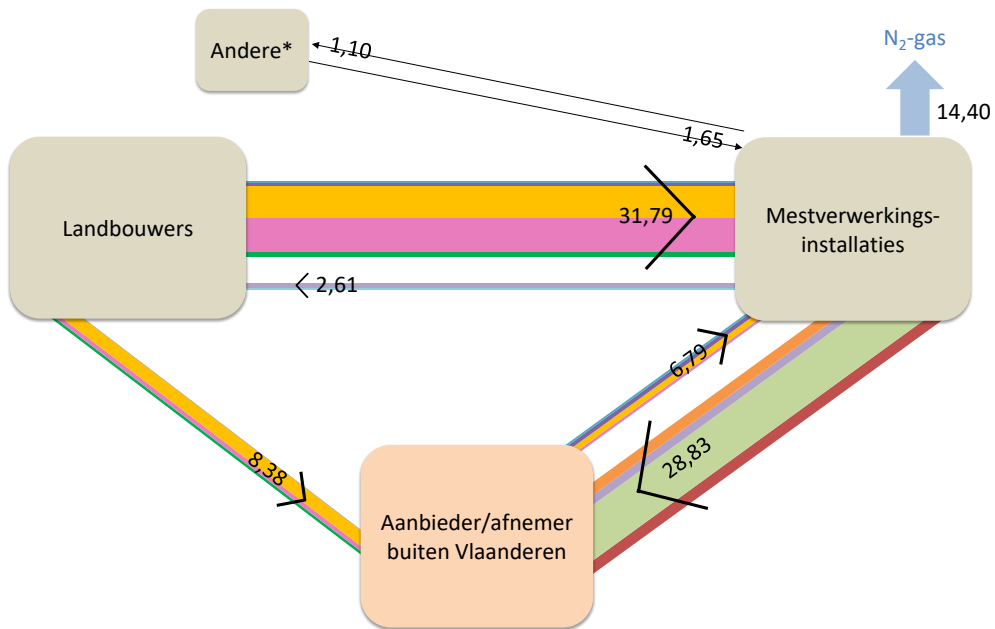 Andere*
1,10
N₂-gas
14,40
1,65
Landbouwers
31,79
Mestverwerkings-
installaties
2,61
6,79
8,38
28,83
Aanbieder/afnemer
buiten Vlaanderen